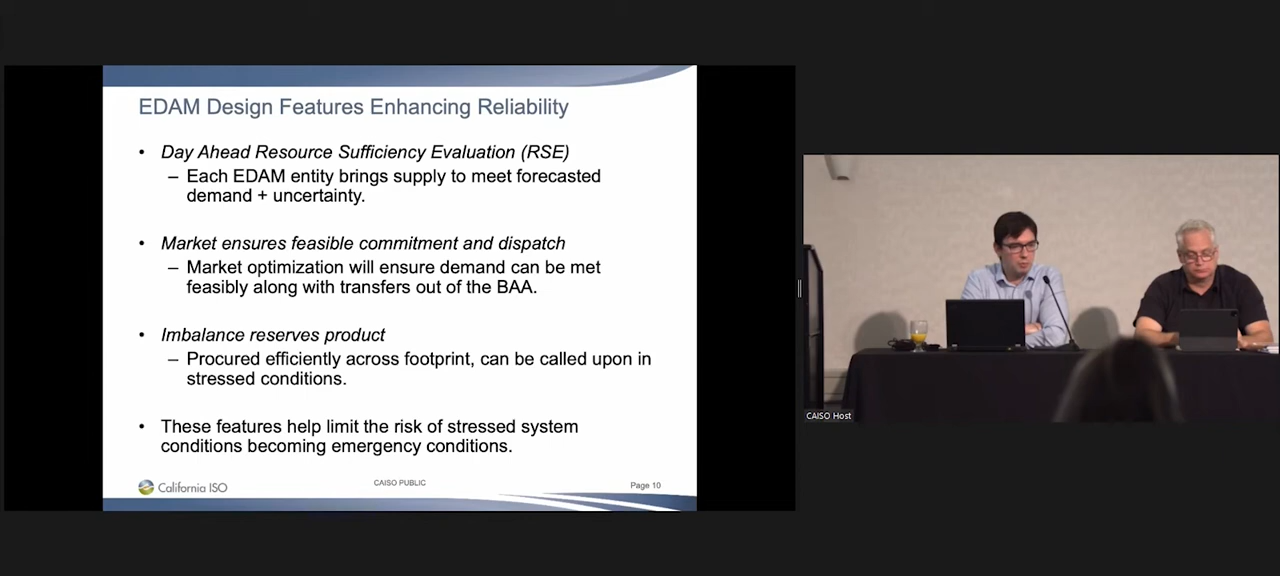 EDAM Design Features Enhancing Reliability
• Day Ahead Resource Sufficiency Evaluation (RSE)
– Each EDAM entity brings supply to meet forecasted
demand + uncertainty.
• Market ensures feasible commitment and dispatch
– Market optimization will ensure demand can be met
feasibly along with transfers out of the BAA.
• Imbalance reserves product
– Procured efficiently across footprint, can be called upon in
stressed conditions.
• These features help limit the risk of stressed system
conditions becoming emergency conditions.
California ISO
CAISO PUBLIC
Page 10
CAISO Host